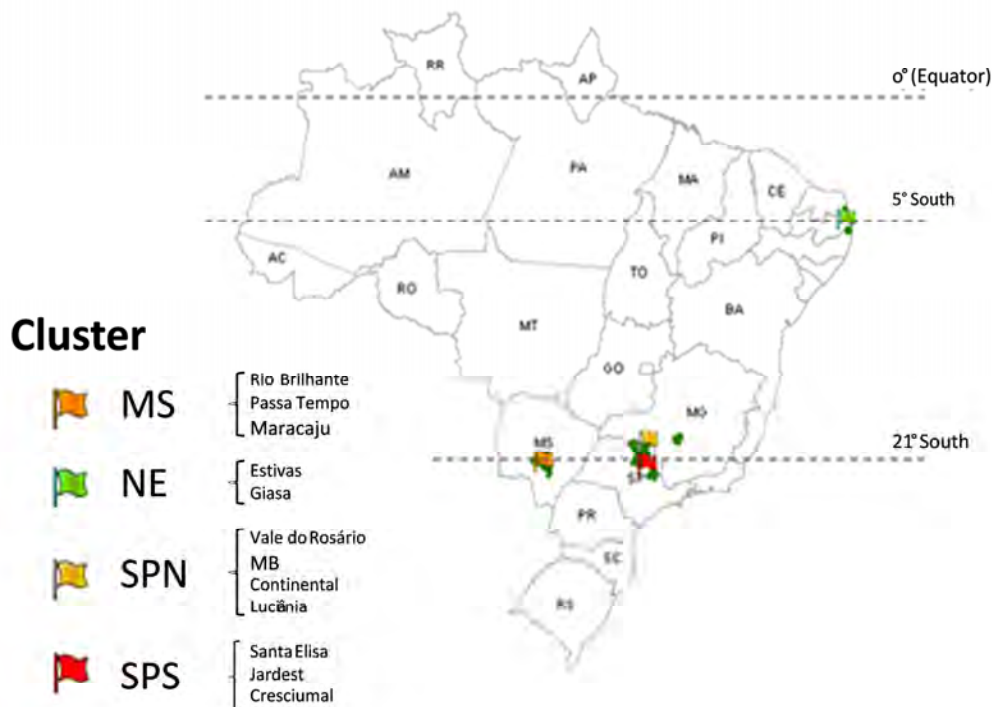 RR
AP
o° (Equator)
AM
PA
MA
CE
5° South
PI
AC
RO
TO
BA
MT
Cluster
GO
MS
Rio Brilhante
Passa Tempo
Maracaju
MG
MS
21° South
NE
Estivas
Giasa
PR
SPN
Vale do Rosário
MB
Continental
Luciânia
SC
RS
SPS
Santa Elisa
Jardest
Cresciumal